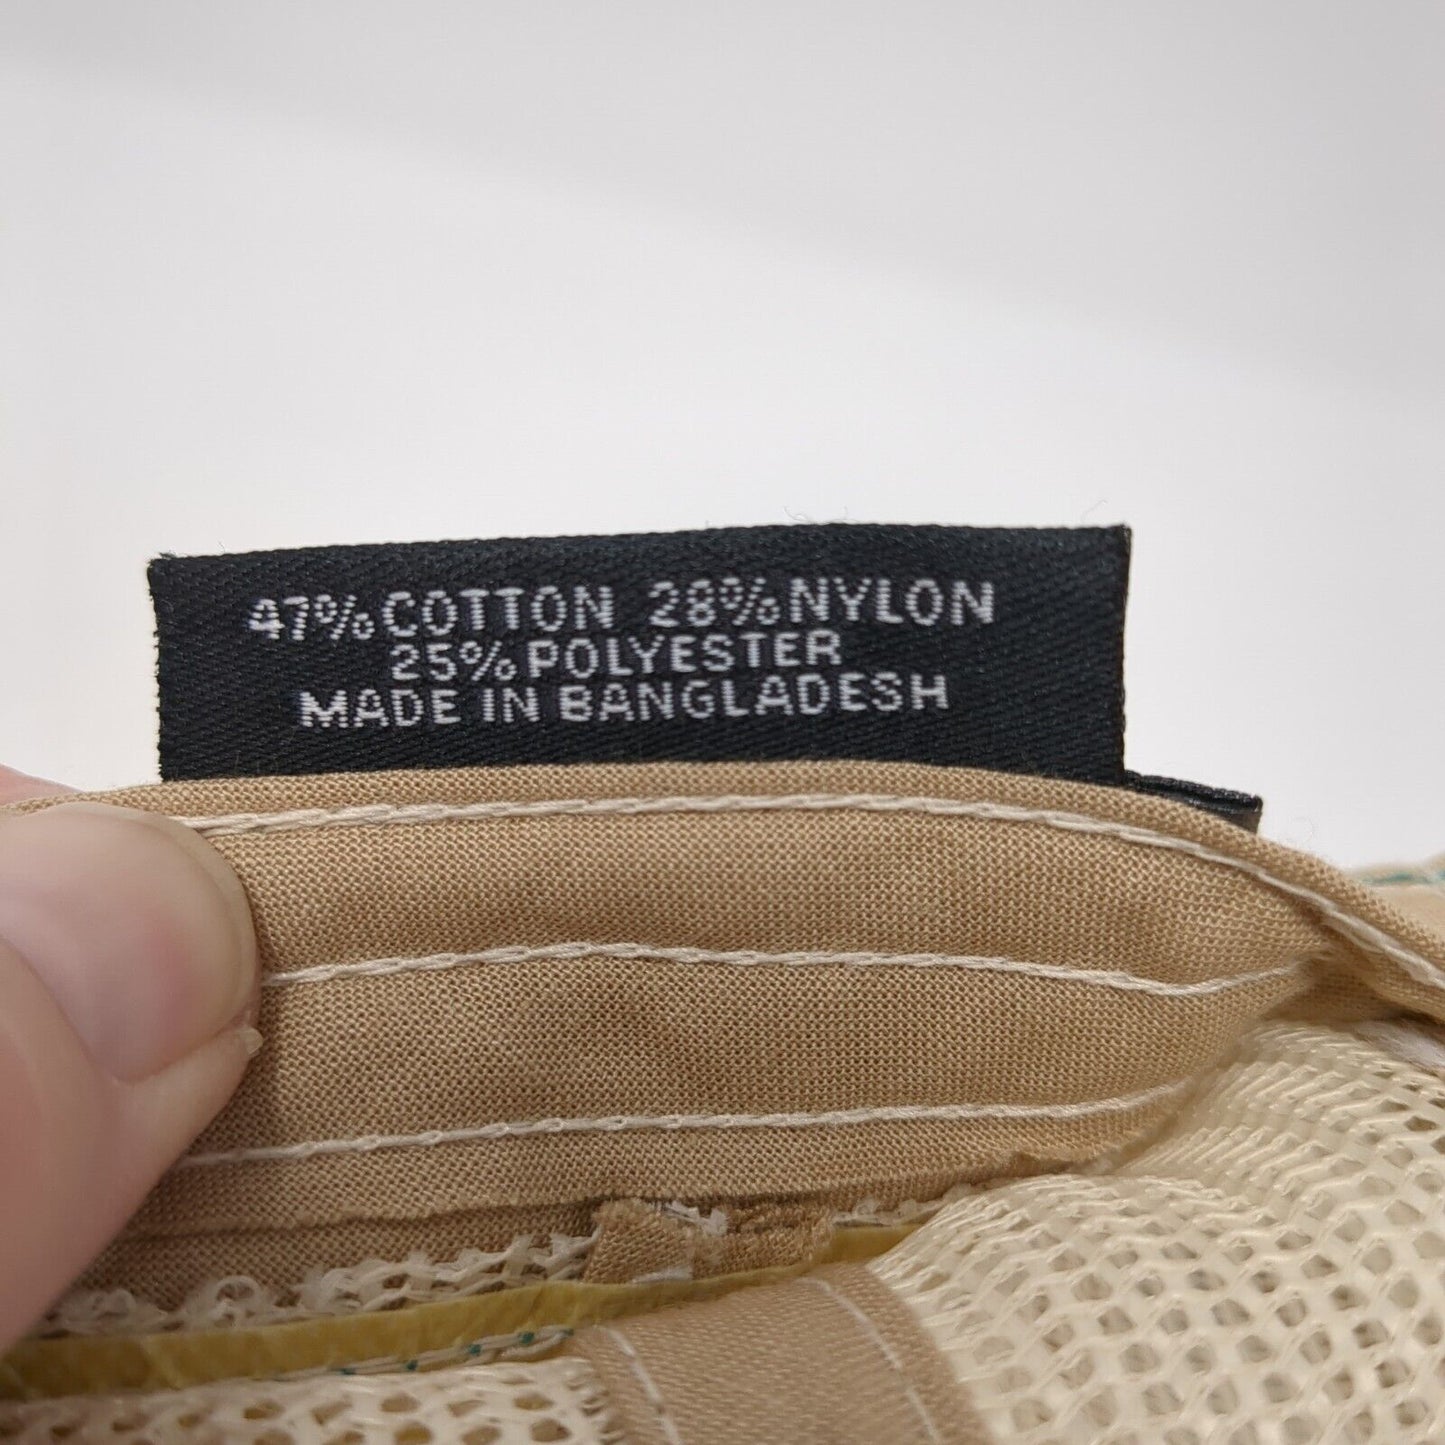 47% COTTON 28% NYLON
25% POLYESTER
MADE IN BANGLADESH